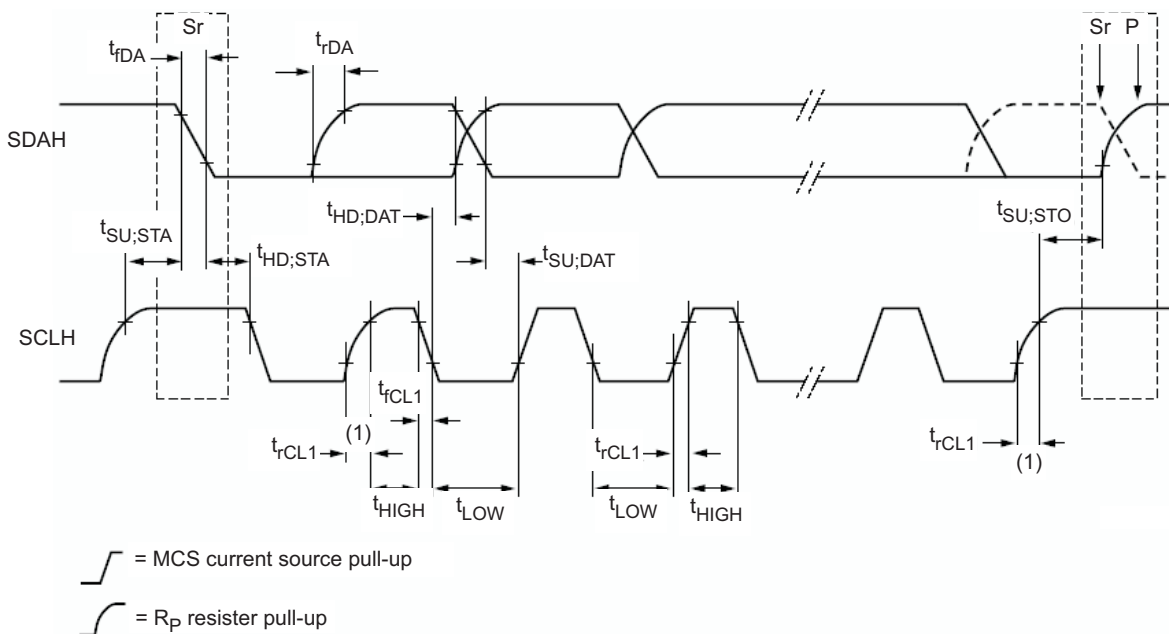 Sr
Sr P
tfDA
trDA
SDAH
tHD;DAT
tSU;STO
tSU;STA
tHD;STA
tSU;DAT
SCLH
tfCL1
(1)
trCL1
trCL1
trCL1
(1)
tHIGH
tLOW
tLOW
tHIGH
= MCS current source pull-up
= RP resister pull-up